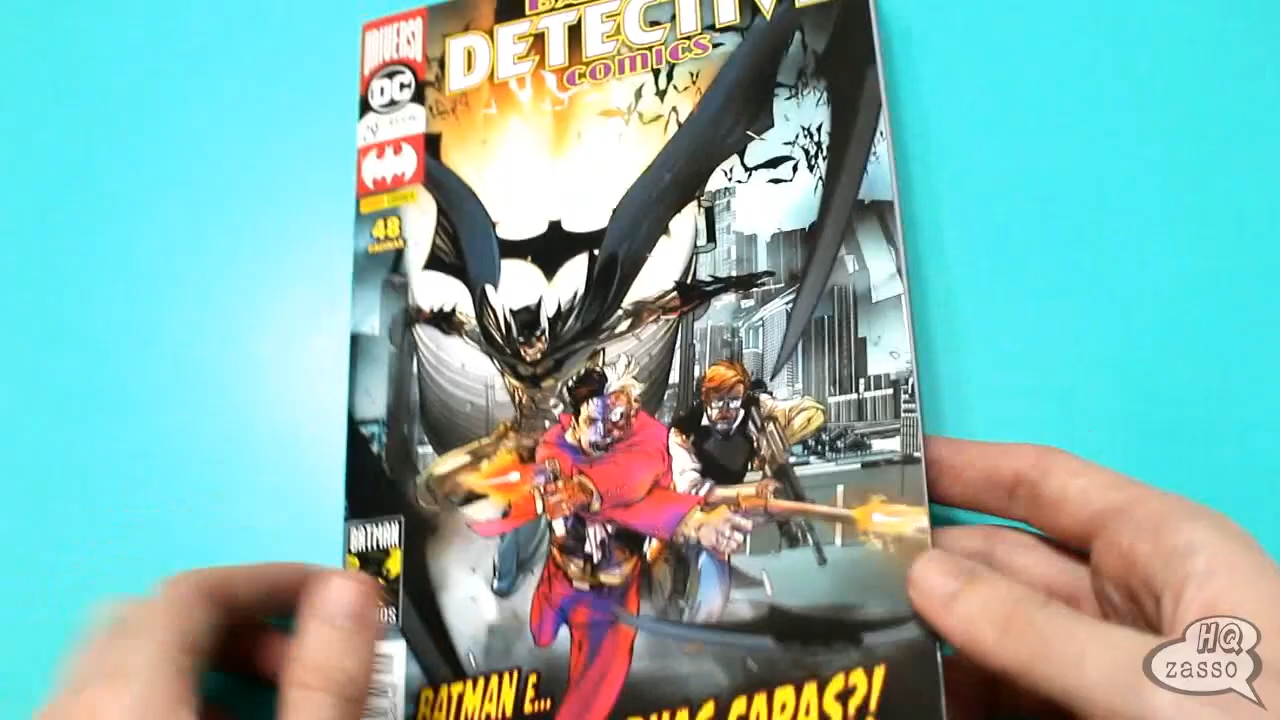 DETECTIVE
COMICS
UNIVERSO
DC
48
PÁGINAS
BATMAN
BATMAN E...
DUAS CARAS?!
HQ
zasso